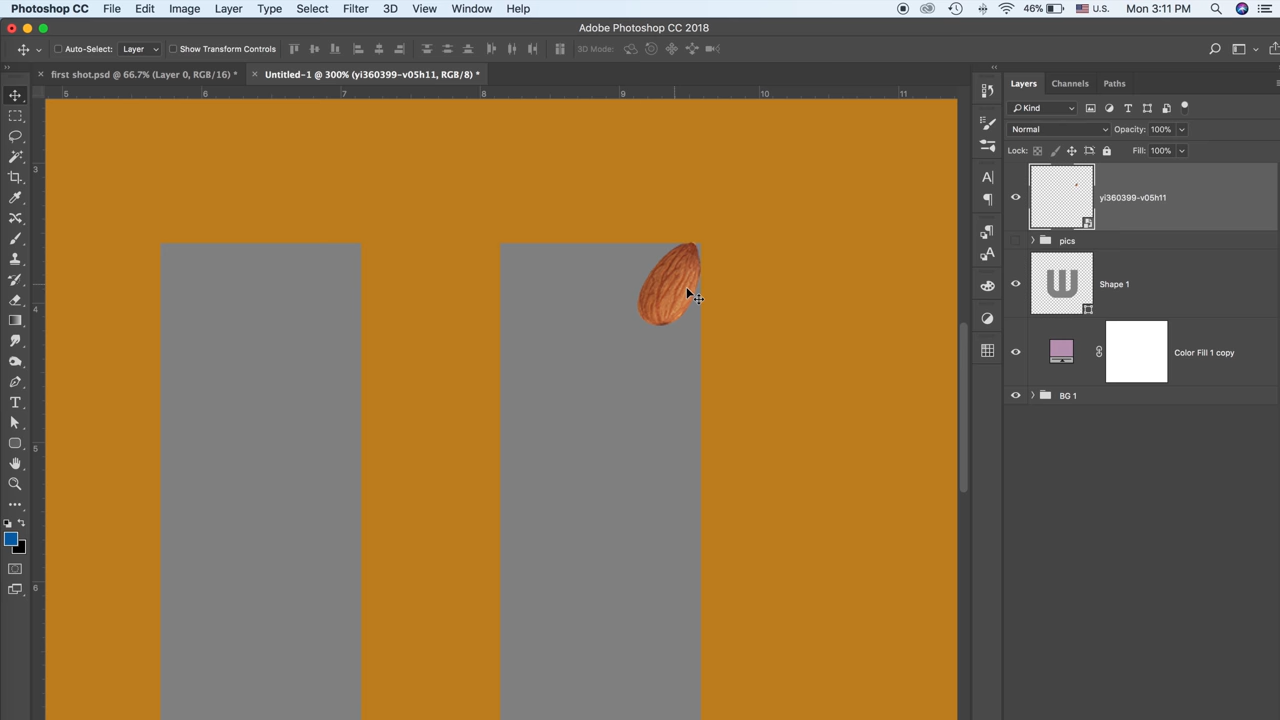 Photoshop CC File Edit Image Layer Type Select Filter 3D View Window Help 46% U.S. Mon 3:11 PM
Adobe Photoshop CC 2018
Auto-Select: Layer Show Transform Controls 3D Mode:
first shot.psd @ 66.7% (Layer 0, RGB/16) * Untitled-1 @ 300% (yi360399-v05h11, RGB/8) *
Layers Channels Paths
5 6 7 8 9 10 11
Kind
Normal Opacity: 100%
Lock: Fill: 100%
3
yi360399-v05h11
pics
4
Shape 1
Color Fill 1 copy
BG 1
5
6